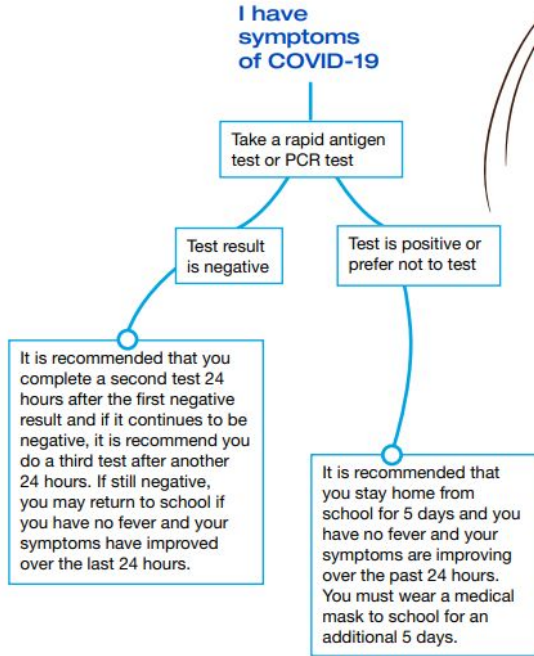 I have
symptoms
of COVID-19
Take a rapid antigen
test or PCR test
Test result
is negative
Test is positive or
prefer not to test
It is recommended that you
complete a second test 24
hours after the first negative
result and if it continues to be
negative, it is recommend you
do a third test after another
24 hours. If still negative,
you may return to school if
you have no fever and your
symptoms have improved
over the last 24 hours.
It is recommended that
you stay home from
school for 5 days and you
have no fever and your
symptoms are improving
over the past 24 hours.
You must wear a medical
mask to school for an
additional 5 days.